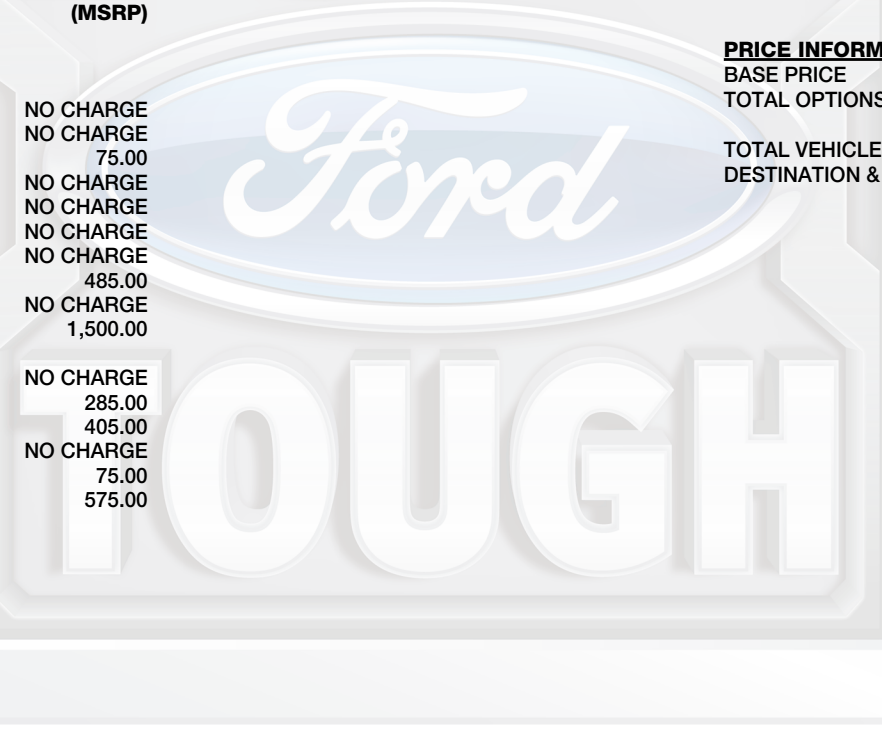 (MSRP)
NO CHARGE
NO CHARGE
75.00
NO CHARGE
NO CHARGE
NO CHARGE
NO CHARGE
485.00
NO CHARGE
1,500.00
NO CHARGE
285.00
405.00
NO CHARGE
75.00
575.00
PRICE INFORM
BASE PRICE
TOTAL OPTIONS
TOTAL VEHICLE
DESTINATION &
Ford
TOUGH